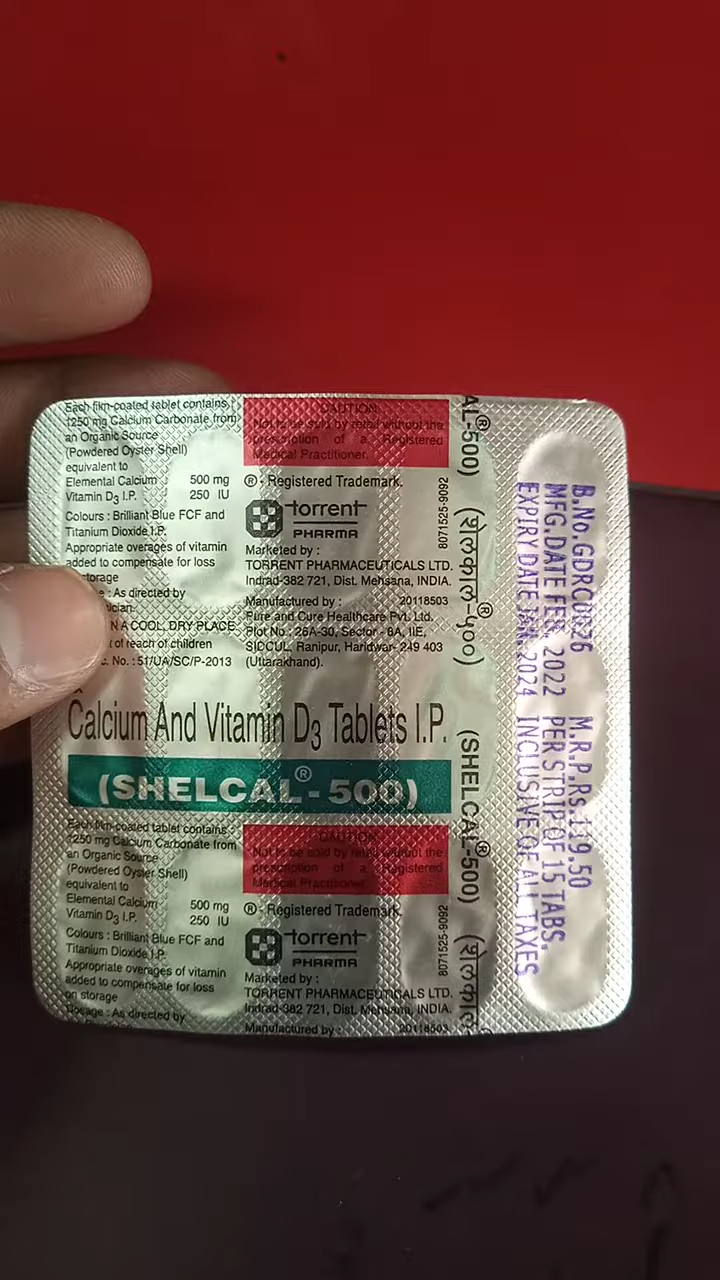 Each film-coated tablet contains :
1250 mg Calcium Carbonate from
an Organic Source
(Powdered Oyster Shell)
equivalent to
Elemental Calcium 500 mg
Vitamin D3 I.P. 250 IU
Colours : Brilliant Blue FCF and
Titanium Dioxide I.P.
Appropriate overages of vitamin
added to compensate for loss
storage
: As directed by
N A COOL, DRY PLACE
of reach of children
No. : 51/UA/SC/P-2013
CAUTION
Not to be sold by retail without the
prescription of a Registered
Medical Practitioner.
® - Registered Trademark.
torrent
PHARMA
Marketed by :
TORRENT PHARMACEUTICALS LTD.
Indrad-382 721, Dist. Mehsana, INDIA.
Manufactured by : 20118503
Pure and Cure Healthcare Pvt. Ltd.
Plot No : 26A-30, Sector - 8A, IIE,
SIDCUL, Ranipur, Haridwar- 249 403
(Uttarakhand).
8071525-9092
Calcium And Vitamin D3 Tablets I.P.
(SHELCAL® - 500)
Each film-coated tablet contains :
1250 mg Calcium Carbonate from
an Organic Source
(Powdered Oyster Shell)
equivalent to
Elemental Calcium 500 mg
Vitamin D3 I.P. 250 IU
Colours : Brilliant Blue FCF and
Titanium Dioxide I.P.
Appropriate overages of vitamin
added to compensate for loss
on storage
Dosage : As directed by
CAUTION
Not to be sold by retail without the
prescription of a Registered
Medical Practitioner.
® - Registered Trademark.
torrent
PHARMA
Marketed by :
TORRENT PHARMACEUTICALS LTD.
Indrad-382 721, Dist. Mehsana, INDIA.
Manufactured by : 20118503
8071525-9092
AL®-500) (शेलकाल®-५००) (SHELCAL®-500) (शेलकाल®-
B.No.GDRC0026 M.R.P.Rs.119.50
MFG.DATE FEB. 2022 PER STRIP OF 15 TABS.
EXPIRY DATE JAN. 2024 INCLUSIVE OF ALL TAXES